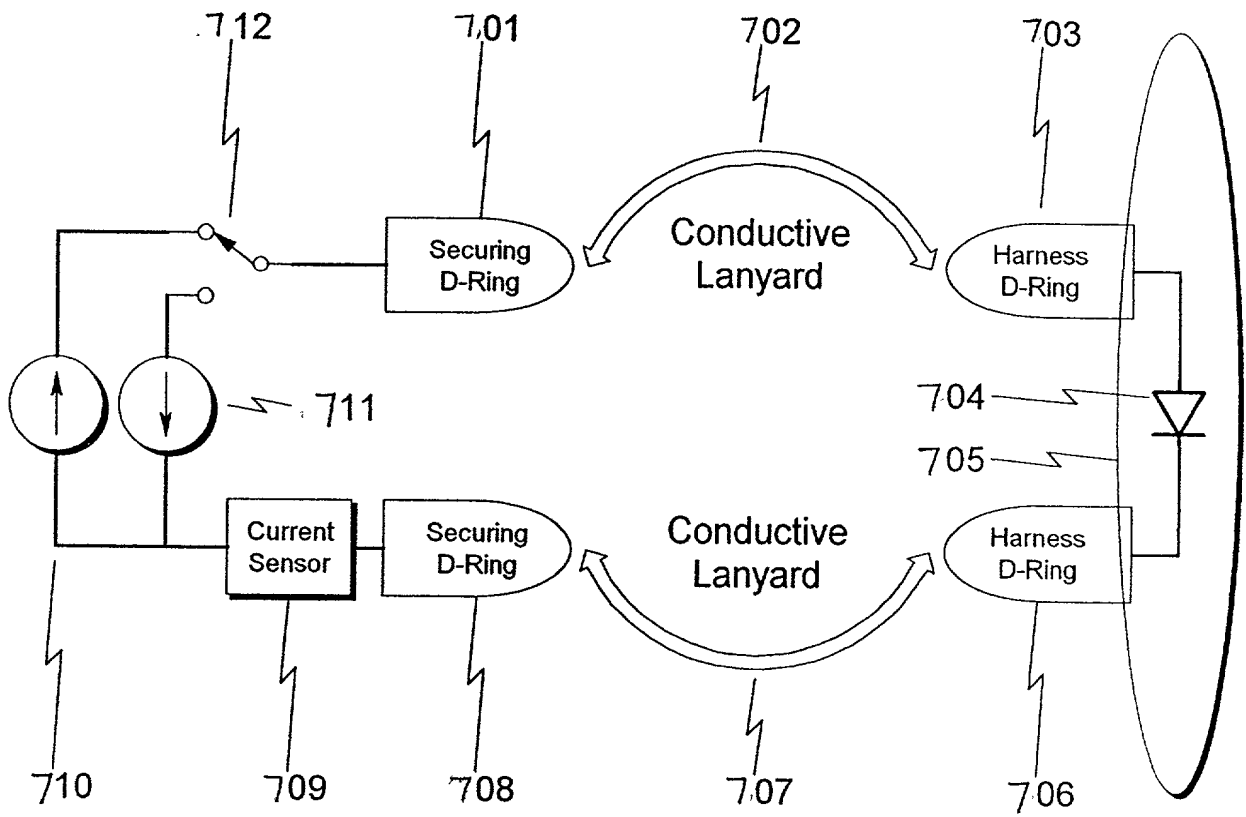 712
701
702
703
Securing
D-Ring
Conductive
Lanyard
Harness
D-Ring
711
704
705
Current
Sensor
Securing
D-Ring
Conductive
Lanyard
Harness
D-Ring
710
709
708
707
706